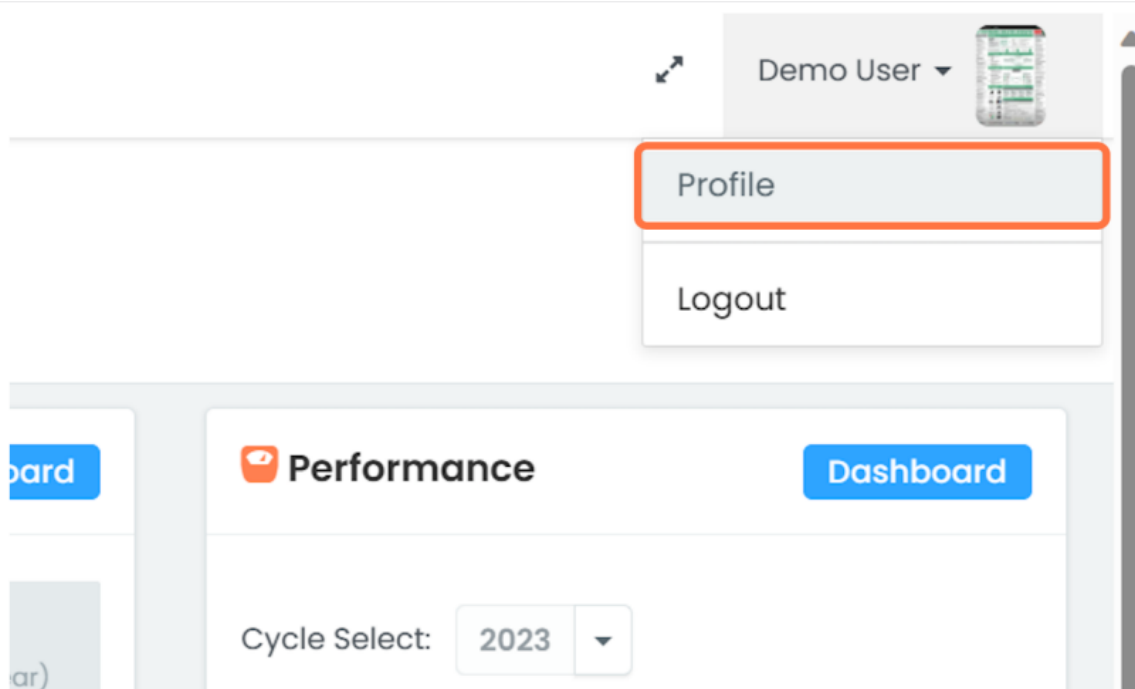 Demo User
Profile
Logout
Performance
Dashboard
Cycle Select:
2023